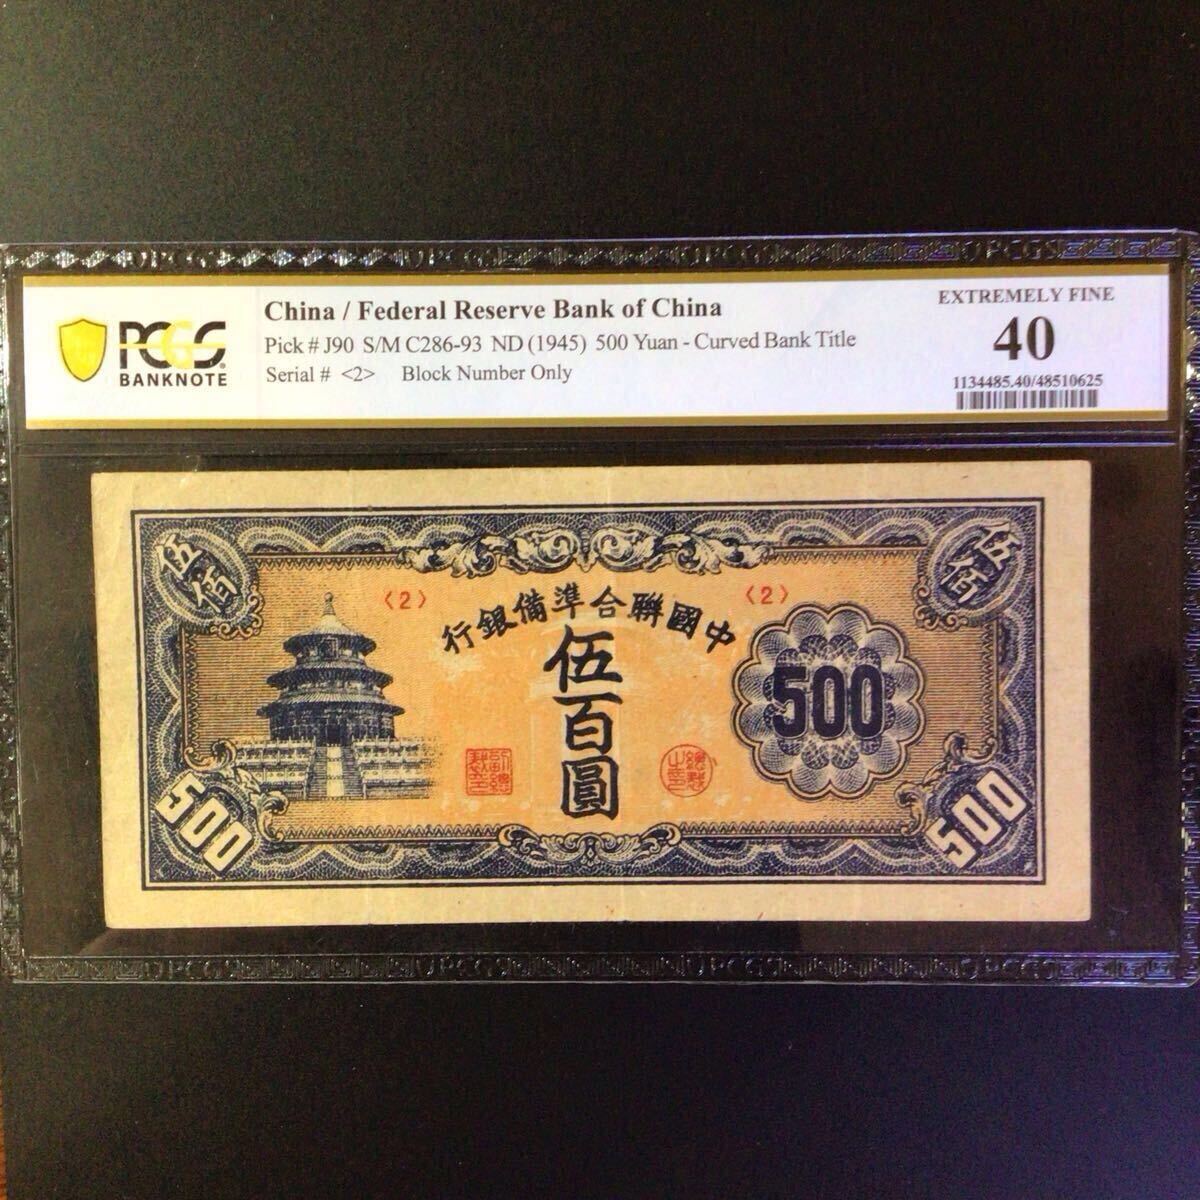 PCGS
BANKNOTE
China / Federal Reserve Bank of China
Pick # J90 S/M C286-93 ND (1945) 500 Yuan - Curved Bank Title
Serial # <2> Block Number Only
EXTREMELY FINE
40
1134485.40/48510625
伍佰
伍佰
〈2〉
〈2〉
行銀備準合聯國中
伍百圓
500
500
500